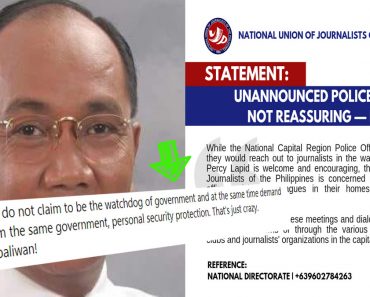 NATIONAL UNION OF JOURNALISTS O
STATEMENT:
UNANNOUNCED POLICE
NOT REASSURING —
While the National Capital Region Police Off
they would reach out to journalists in the wa
Percy Lapid is welcome and encouraging, th
Journalists of the Philippines is concerned
gues in their homes
do not claim to be the watchdog of government and at the same time demand
m the same government, personal security protection. That's just crazy.
baliwan!
ese meetings and dialo
of through the various
clubs and journalists' organizations in the capita
REFERENCE:
NATIONAL DIRECTORATE | +639602784263